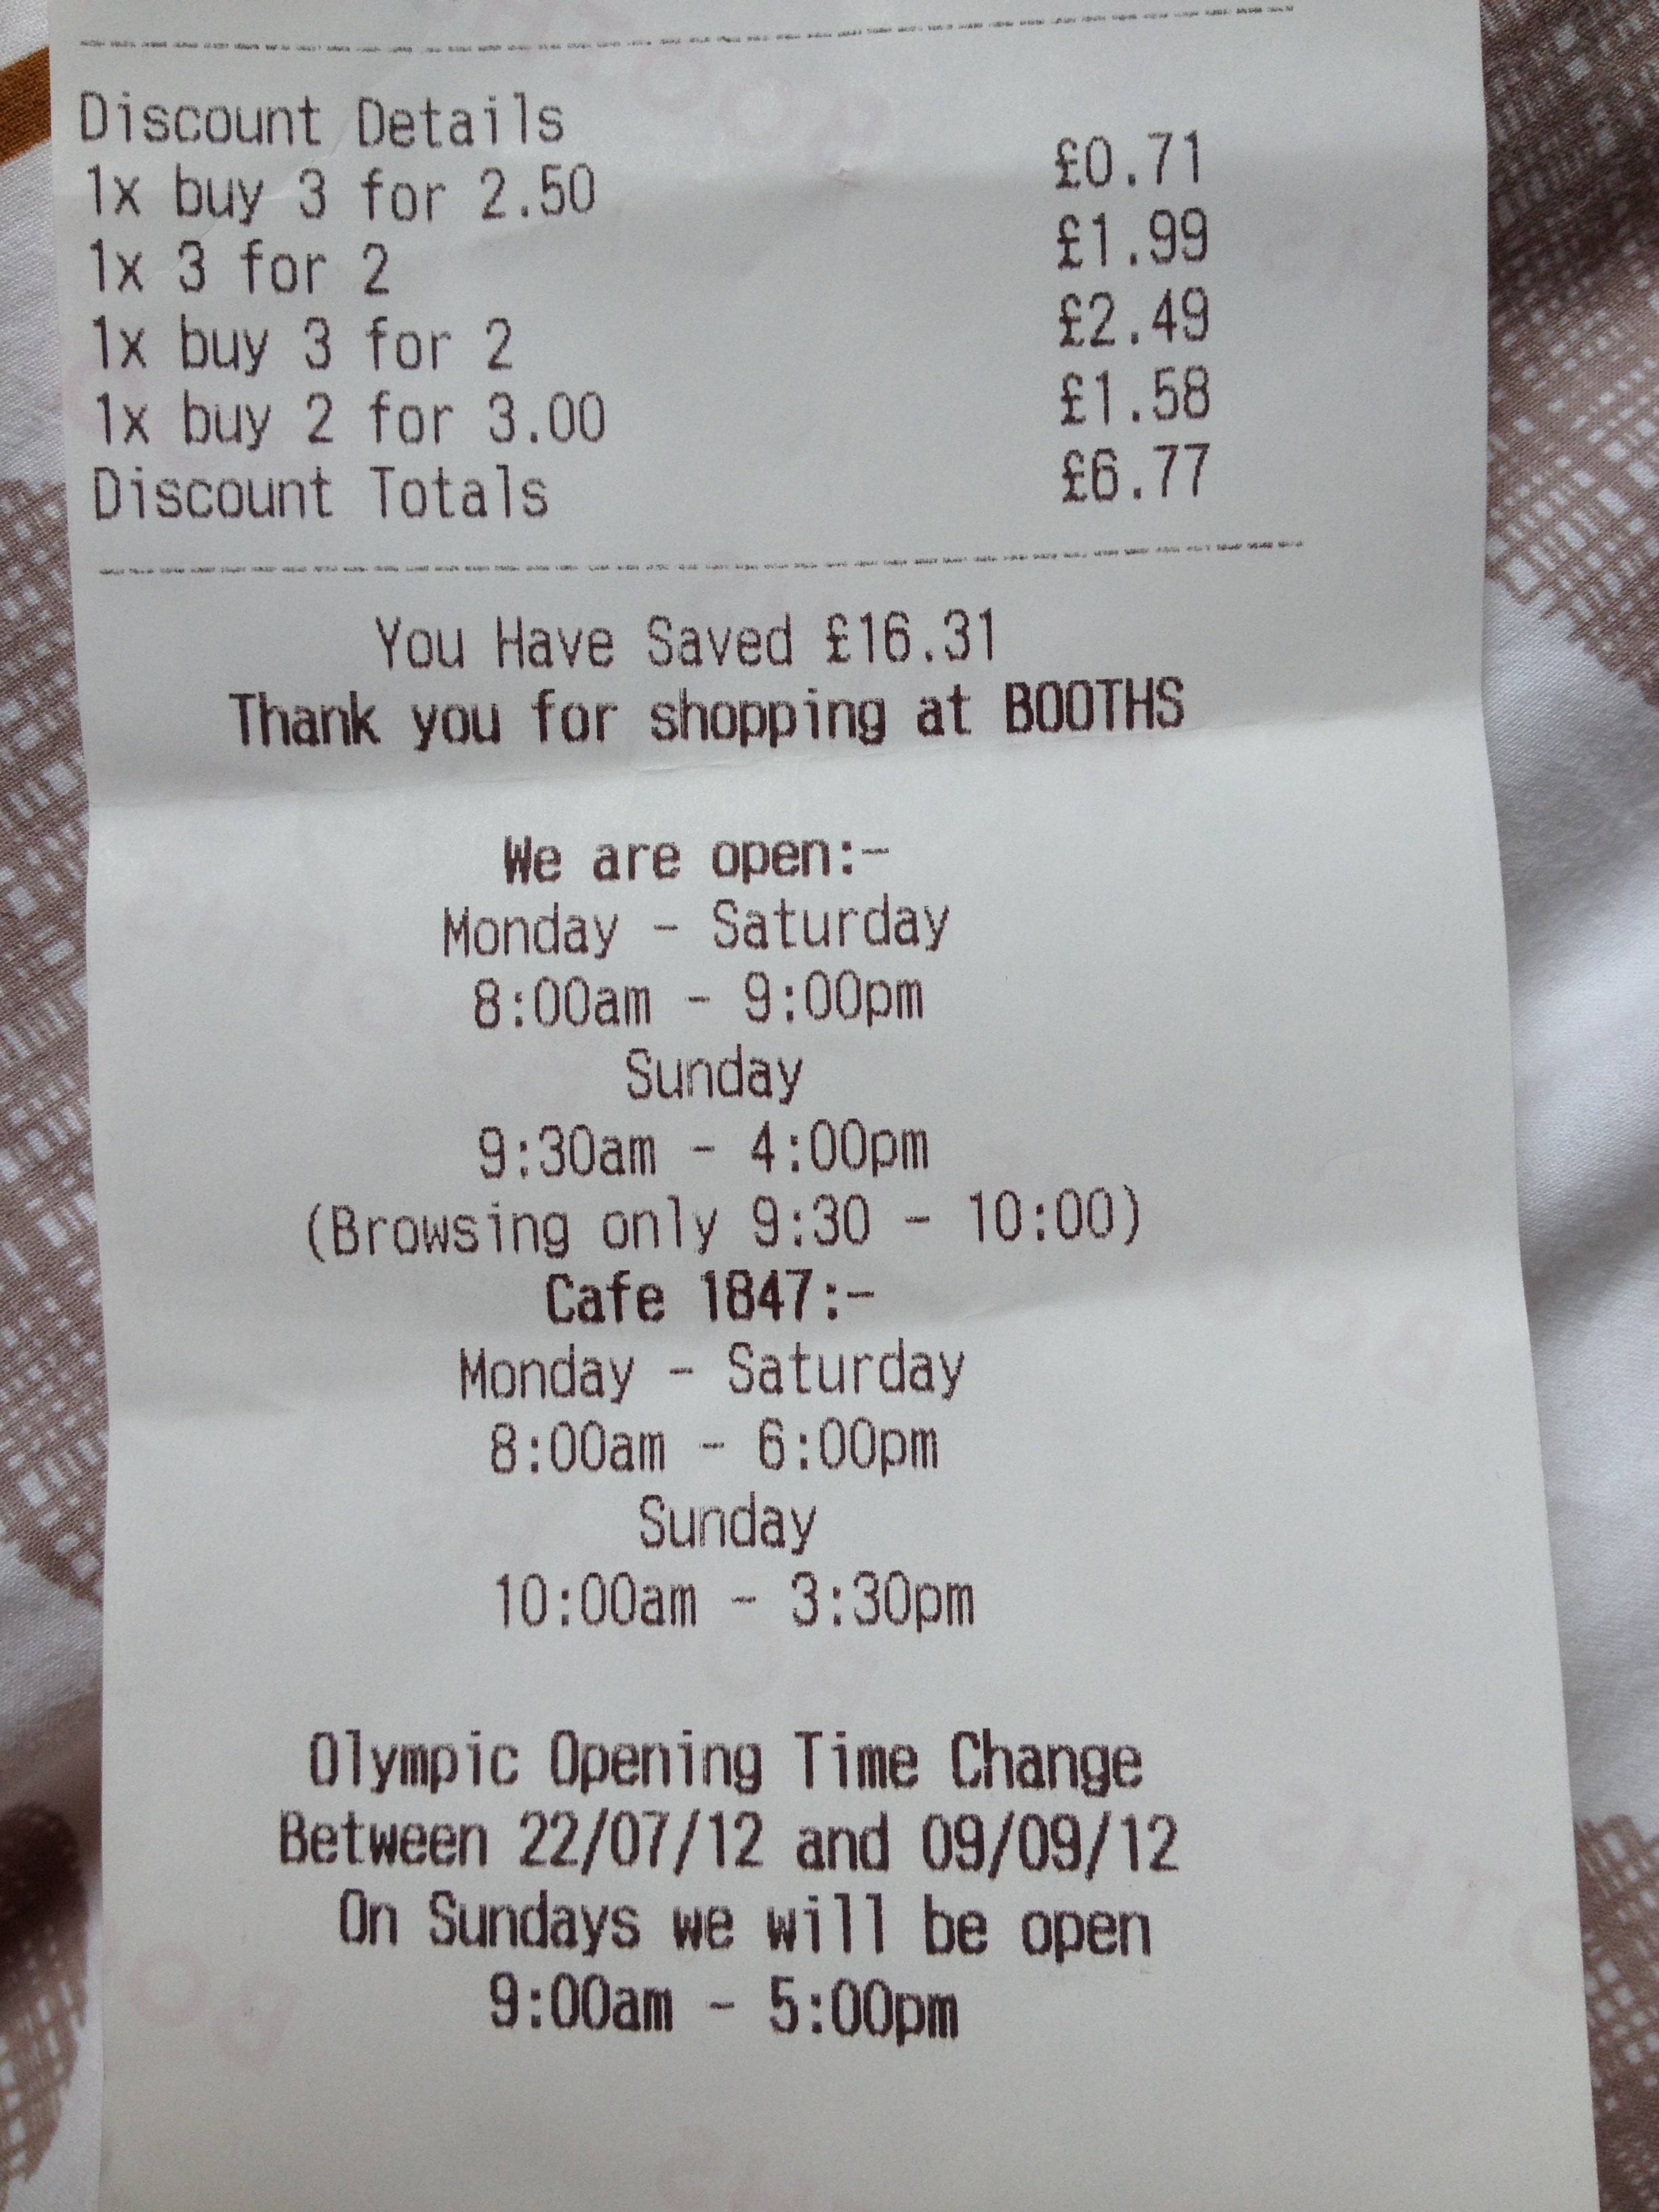 Discount Details
1x buy 3 for 2.50 £0.71
1x 3 for 2 £1.99
1x buy 3 for 2 £2.49
1x buy 2 for 3.00 £1.58
Discount Totals £6.77
You Have Saved £16.31
Thank you for shopping at BOOTHS
We are open:-
Monday - Saturday
8:00am - 9:00pm
Sunday
9:30am - 4:00pm
(Browsing only 9:30 - 10:00)
Cafe 1847:-
Monday - Saturday
8:00am - 6:00pm
Sunday
10:00am - 3:30pm
Olympic Opening Time Change
Between 22/07/12 and 09/09/12
On Sundays we will be open
9:00am - 5:00pm